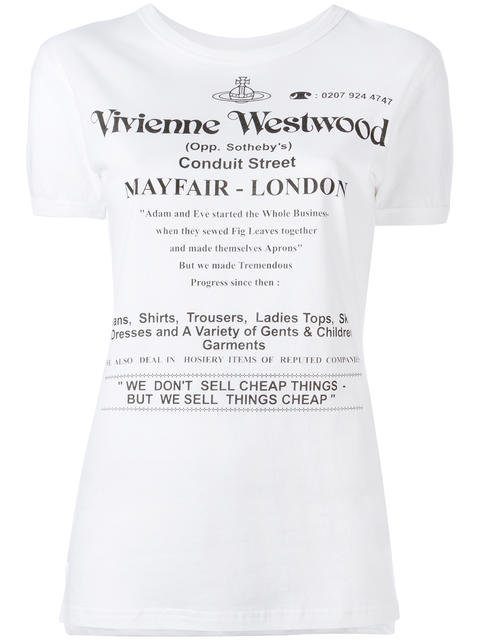 : 0207 924 4747
Vivienne Westwood
(Opp. Sotheby's)
Conduit Street
MAYFAIR - LONDON
"Adam and Eve started the Whole Business
when they sewed Fig Leaves together
and made themselves Aprons"
But we made Tremendous
Progress since then :
Shirts, Trousers, Ladies Tops,
Dresses and A Variety of Gents &
Garments
ALSO DEAL IN HOSIERY ITEMS OF REPUTED
" WE DON'T SELL CHEAP THINGS -
BUT WE SELL THINGS CHEAP "